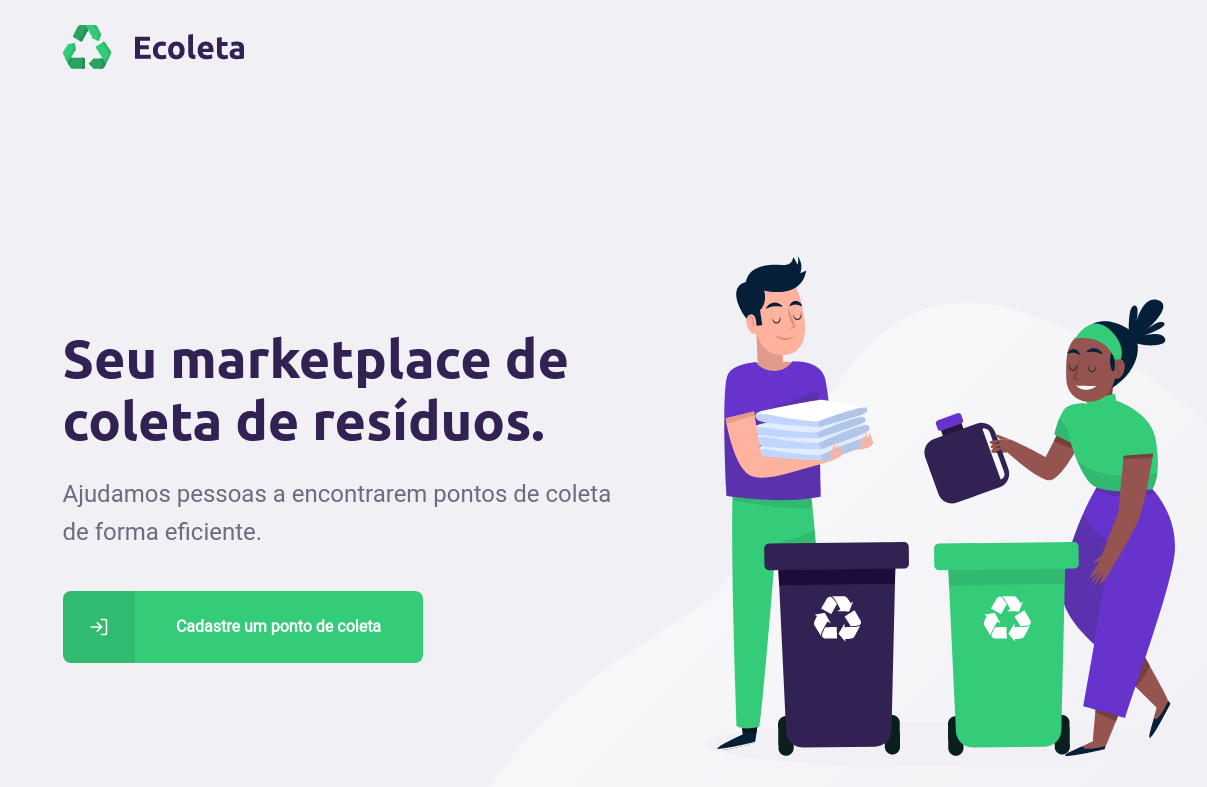 Ecoleta
Seu marketplace de
coleta de resíduos.
Ajudamos pessoas a encontrarem pontos de coleta
de forma eficiente.
Cadastre um ponto de coleta